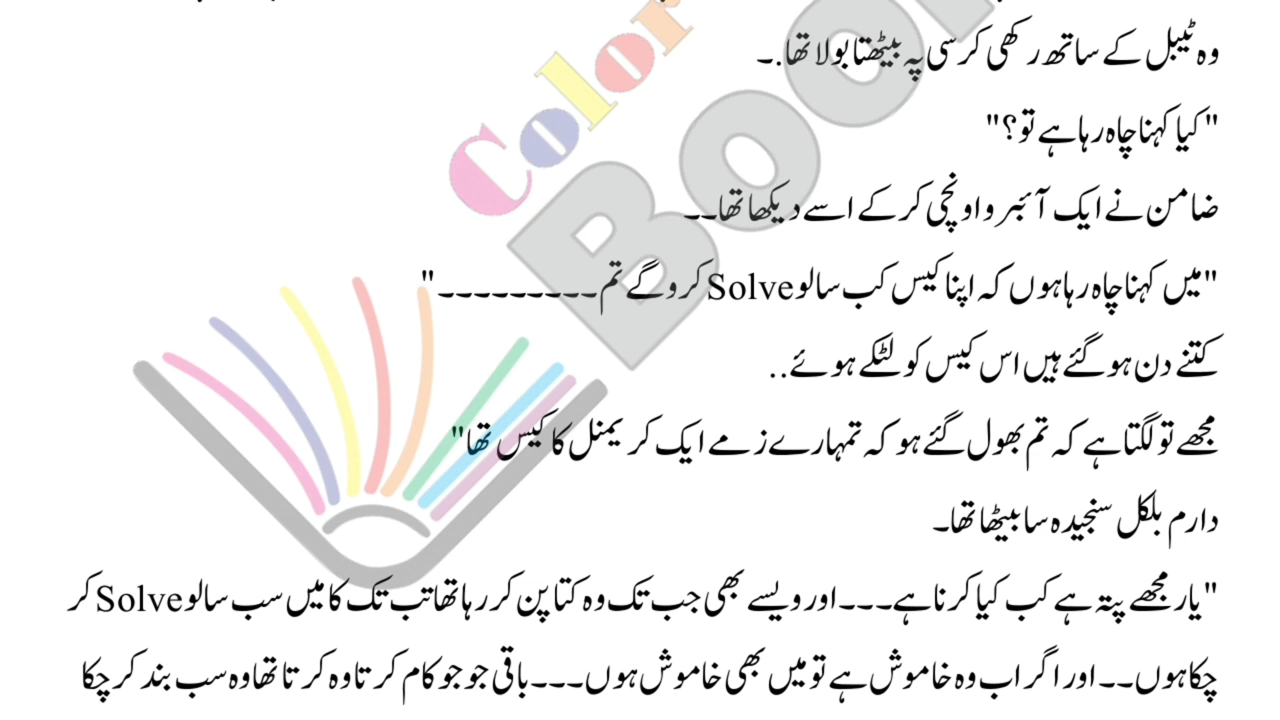 وہ ٹیبل کے ساتھ رکھی کرسی پہ بیٹھتا بولا تھا.۔
"کیا کہنا چاہ رہا ہے تو؟"
ضامن نے ایک آئبرو اونچی کر کے اسے دیکھا تھا۔۔
"میں کہنا چاہ رہا ہوں کہ اپنا کیس کب سالوSolve کرو گے تم۔۔۔۔۔۔۔۔۔"
کتنے دن ہو گئے ہیں اس کیس کو لٹکے ہوئے..
مجھے تو لگتا ہے کہ تم بھول گئے ہو کہ تمہارے زمے ایک کریمنل کا کیس تھا"
دارم بلکل سنجیدہ سا بیٹھا تھا۔
"یار مجھے پتہ ہے کب کیا کرنا ہے۔۔۔اور ویسے بھی جب تک وہ کتا پن کر رہا تھا تب تک کا میں سب سالوSolve کر
چکا ہوں۔۔اور اگر اب وہ خاموش ہے تو میں بھی خاموش ہوں۔۔۔باقی جو جو کام کرتا وہ کرتا تھا وہ سب بند کر چکا
Color
Boo